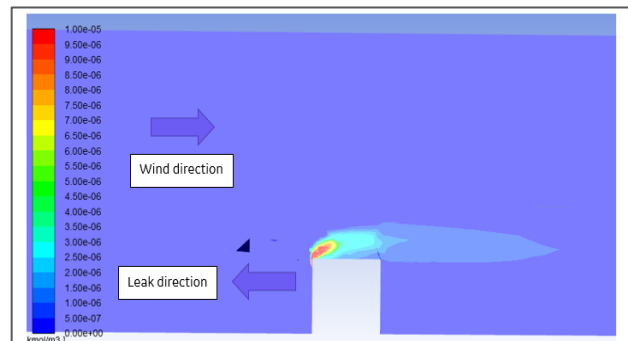 1.00e-05
9.50e-06
9.00e-06
8.50e-06
8.00e-06
7.50e-06
7.00e-06
6.50e-06
6.00e-06
5.50e-06
5.00e-06
4.50e-06
4.00e-06
3.50e-06
3.00e-06
2.50e-06
2.00e-06
1.50e-06
1.00e-06
5.00e-07
0.00e+00
kmol/m3 ]
Wind direction
Leak direction